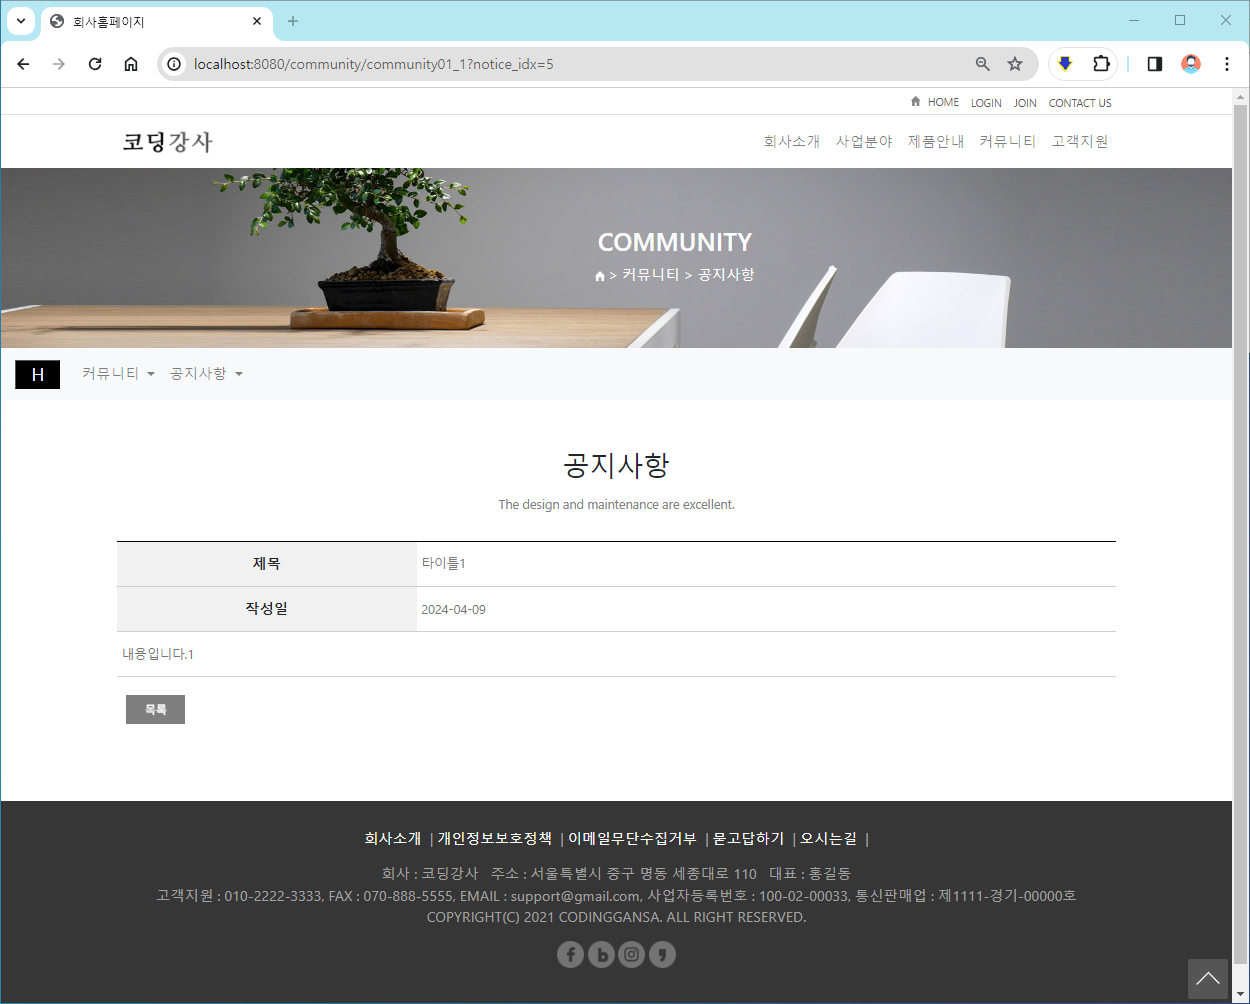 회사홈페이지
localhost:8080/community/community01_1?notice_idx=5
HOME LOGIN JOIN CONTACT US
코딩강사
회사소개 사업분야 제품안내 커뮤니티 고객지원
COMMUNITY
> 커뮤니티 > 공지사항
H 커뮤니티 공지사항
공지사항
The design and maintenance are excellent.
제목 타이틀1
작성일 2024-04-09
내용입니다.1
목록
회사소개 | 개인정보보호정책 | 이메일무단수집거부 | 묻고답하기 | 오시는길 |
회사 : 코딩강사 주소 : 서울특별시 중구 명동 세종대로 110 대표 : 홍길동
고객지원 : 010-2222-3333, FAX : 070-888-5555, EMAIL : support@gmail.com, 사업자등록번호 : 100-02-00033, 통신판매업 : 제1111-경기-00000호
COPYRIGHT(C) 2021 CODINGGANSA. ALL RIGHT RESERVED.